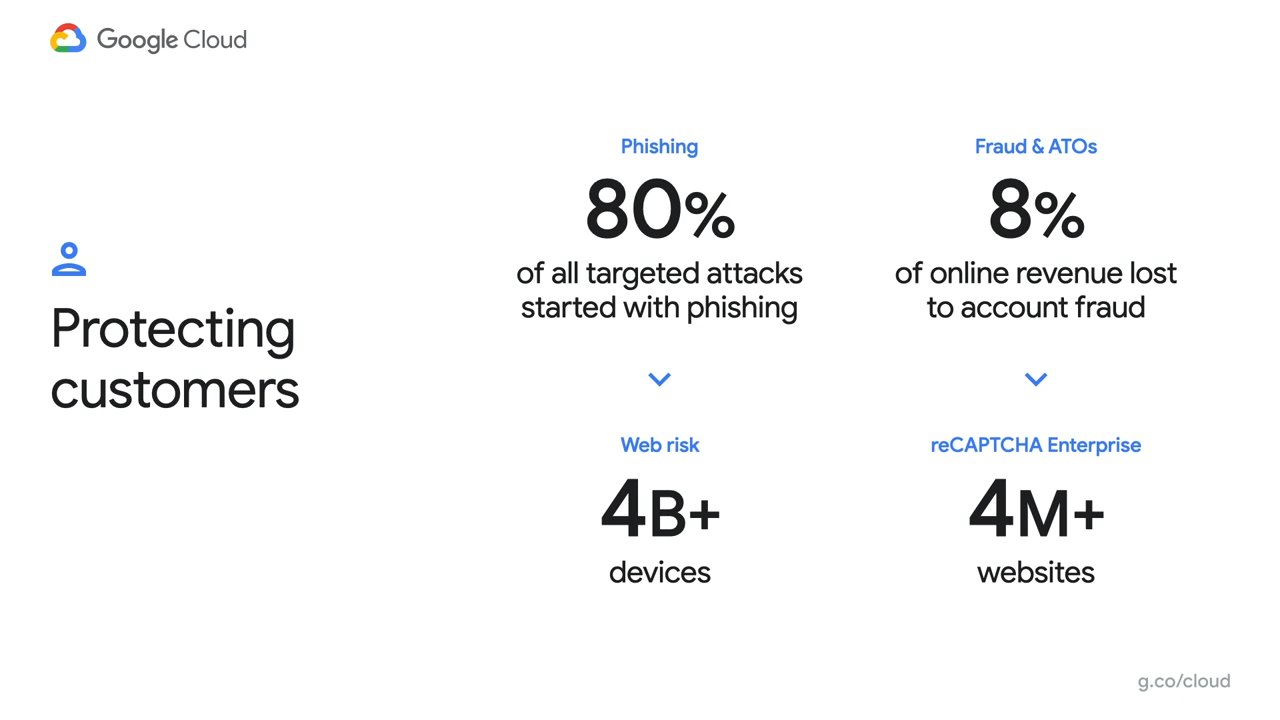 Google Cloud
Protecting
customers
Phishing
80%
of all targeted attacks
started with phishing
Web risk
4B+
devices
Fraud & ATOs
8%
of online revenue lost
to account fraud
reCAPTCHA Enterprise
4M+
websites
g.co/cloud